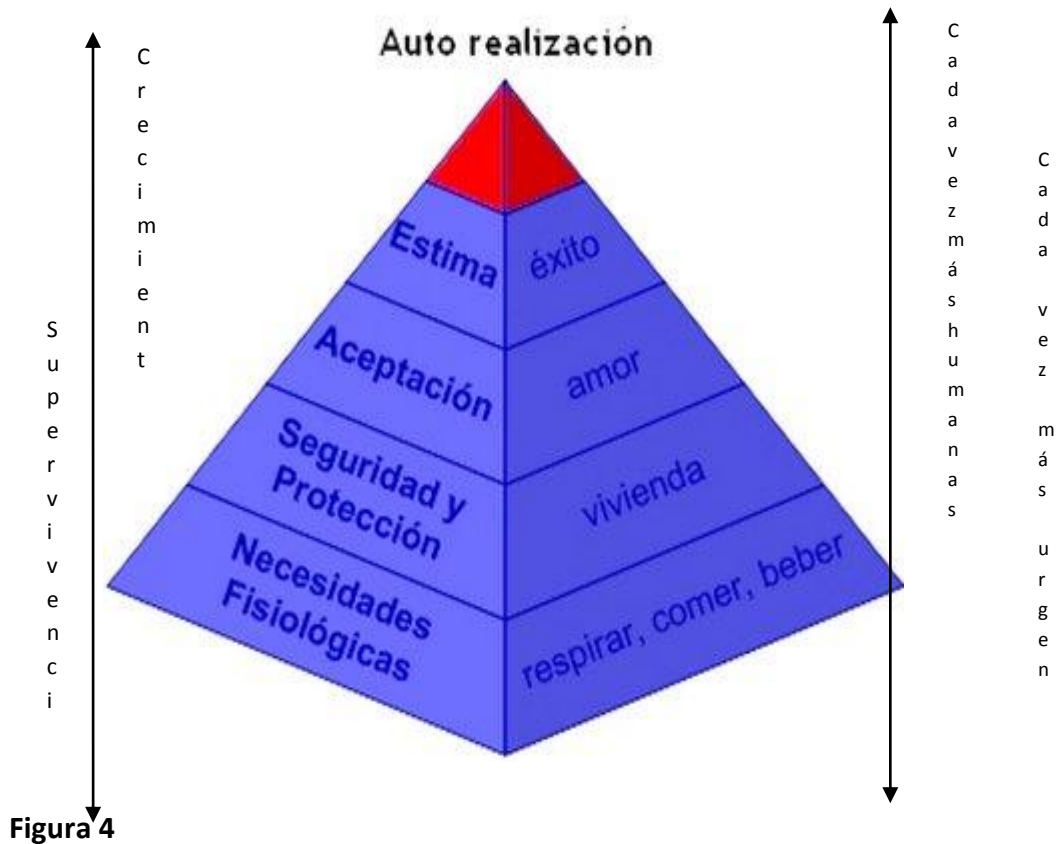 Auto realización
Crecimient
Supervivenci
Estima
éxito
Aceptación
amor
Seguridad y
Protección
vivienda
Necesidades
Fisiológicas
respirar, comer, beber
Cadavezmáshumanas
Cada vez más urgen
Figura 4